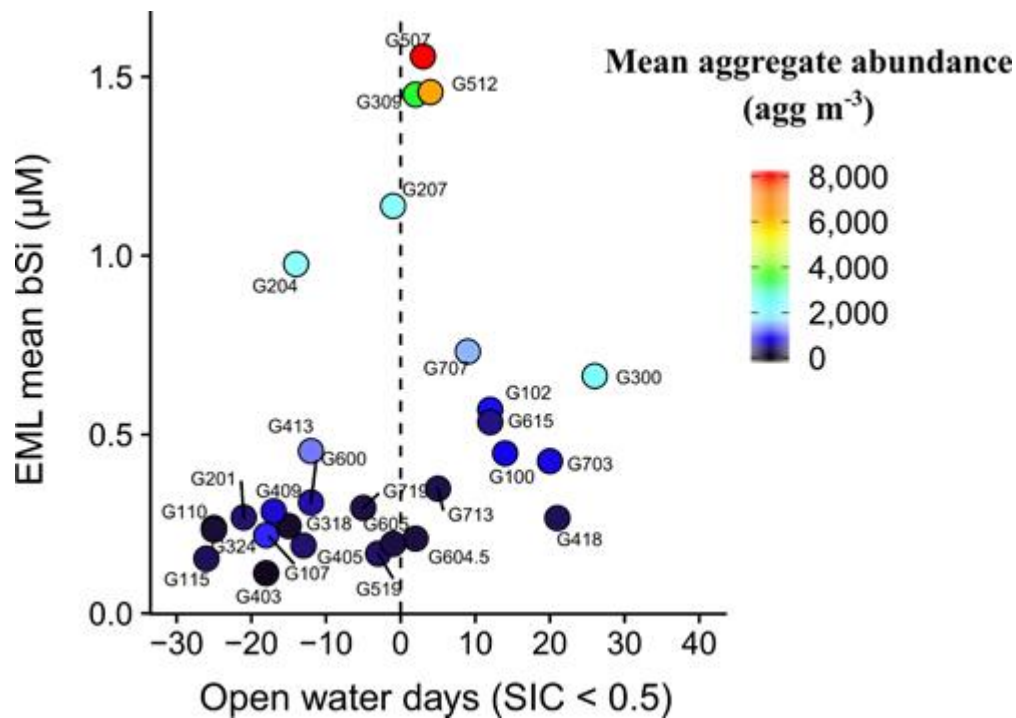 Mean aggregate abundance
(agg m-3)
8,000
6,000
4,000
2,000
0
EML mean bSi (µM)
1.5
1.0
0.5
0.0
G507
G512
G309
G207
G204
G707
G300
G102
G615
G413
G600
G100
G703
G201
G409
G719
G713
G110
G318
G605
G418
G324
G405
G604.5
G115
G107
G519
G403
−30 −20 −10 0 10 20 30 40
Open water days (SIC < 0.5)